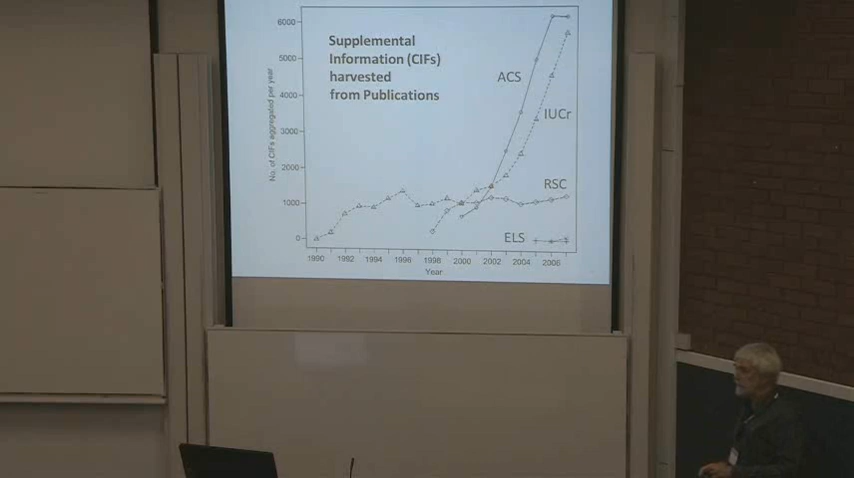 Supplemental
Information (CIFs)
harvested
from Publications
No. of CIFs aggregated per year
6000
5000
4000
3000
2000
1000
0
ACS
IUCr
RSC
ELS
1990 1992 1994 1996 1998 2000 2002 2004 2006
Year